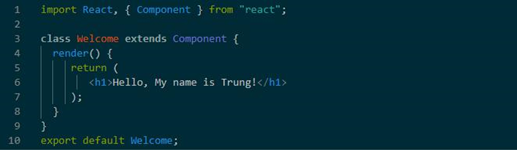 1 import React, { Component } from "react";
2
3 class Welcome extends Component {
4   render() {
5     return (
6       <h1>Hello, My name is Trung!</h1>
7     );
8   }
9 }
10 export default Welcome;